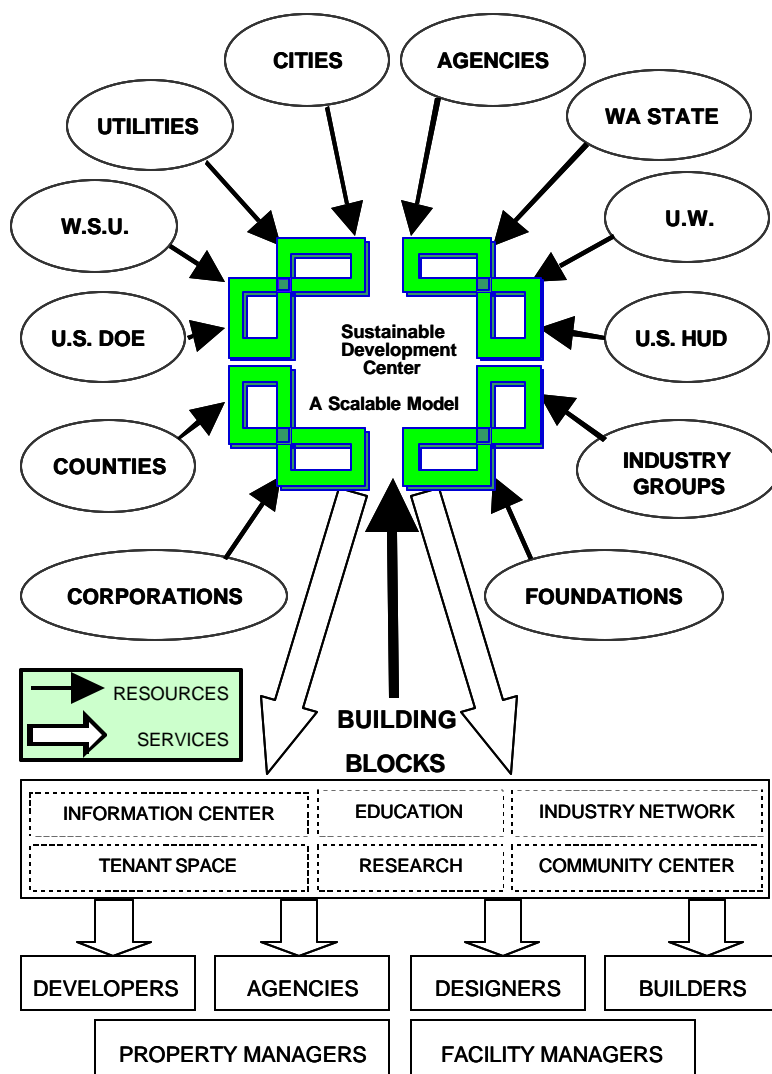 CITIES
AGENCIES
UTILITIES
WA STATE
W.S.U.
U.W.
U.S. DOE
Sustainable
Development
Center
U.S. HUD
A Scalable Model
COUNTIES
INDUSTRY
GROUPS
CORPORATIONS
FOUNDATIONS
RESOURCES
SERVICES
BUILDING
BLOCKS
INFORMATION CENTER
EDUCATION
INDUSTRY NETWORK
TENANT SPACE
RESEARCH
COMMUNITY CENTER
DEVELOPERS
AGENCIES
DESIGNERS
BUILDERS
PROPERTY MANAGERS
FACILITY MANAGERS